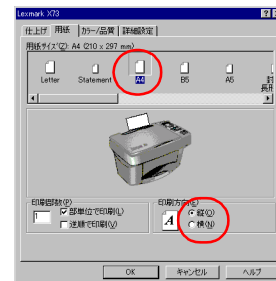 Lexmark X73
仕上げ 用紙 カラー/品質 詳細設定
用紙サイズ(Z): A4 (210 x 297 mm)
Letter Statement A4 B5 A5 封
長形
印刷部数(P)
1 部単位で印刷(L)
逆順で印刷(V)
印刷方向(E)
A 縦(O)
横(N)
OK キャンセル ヘルプ